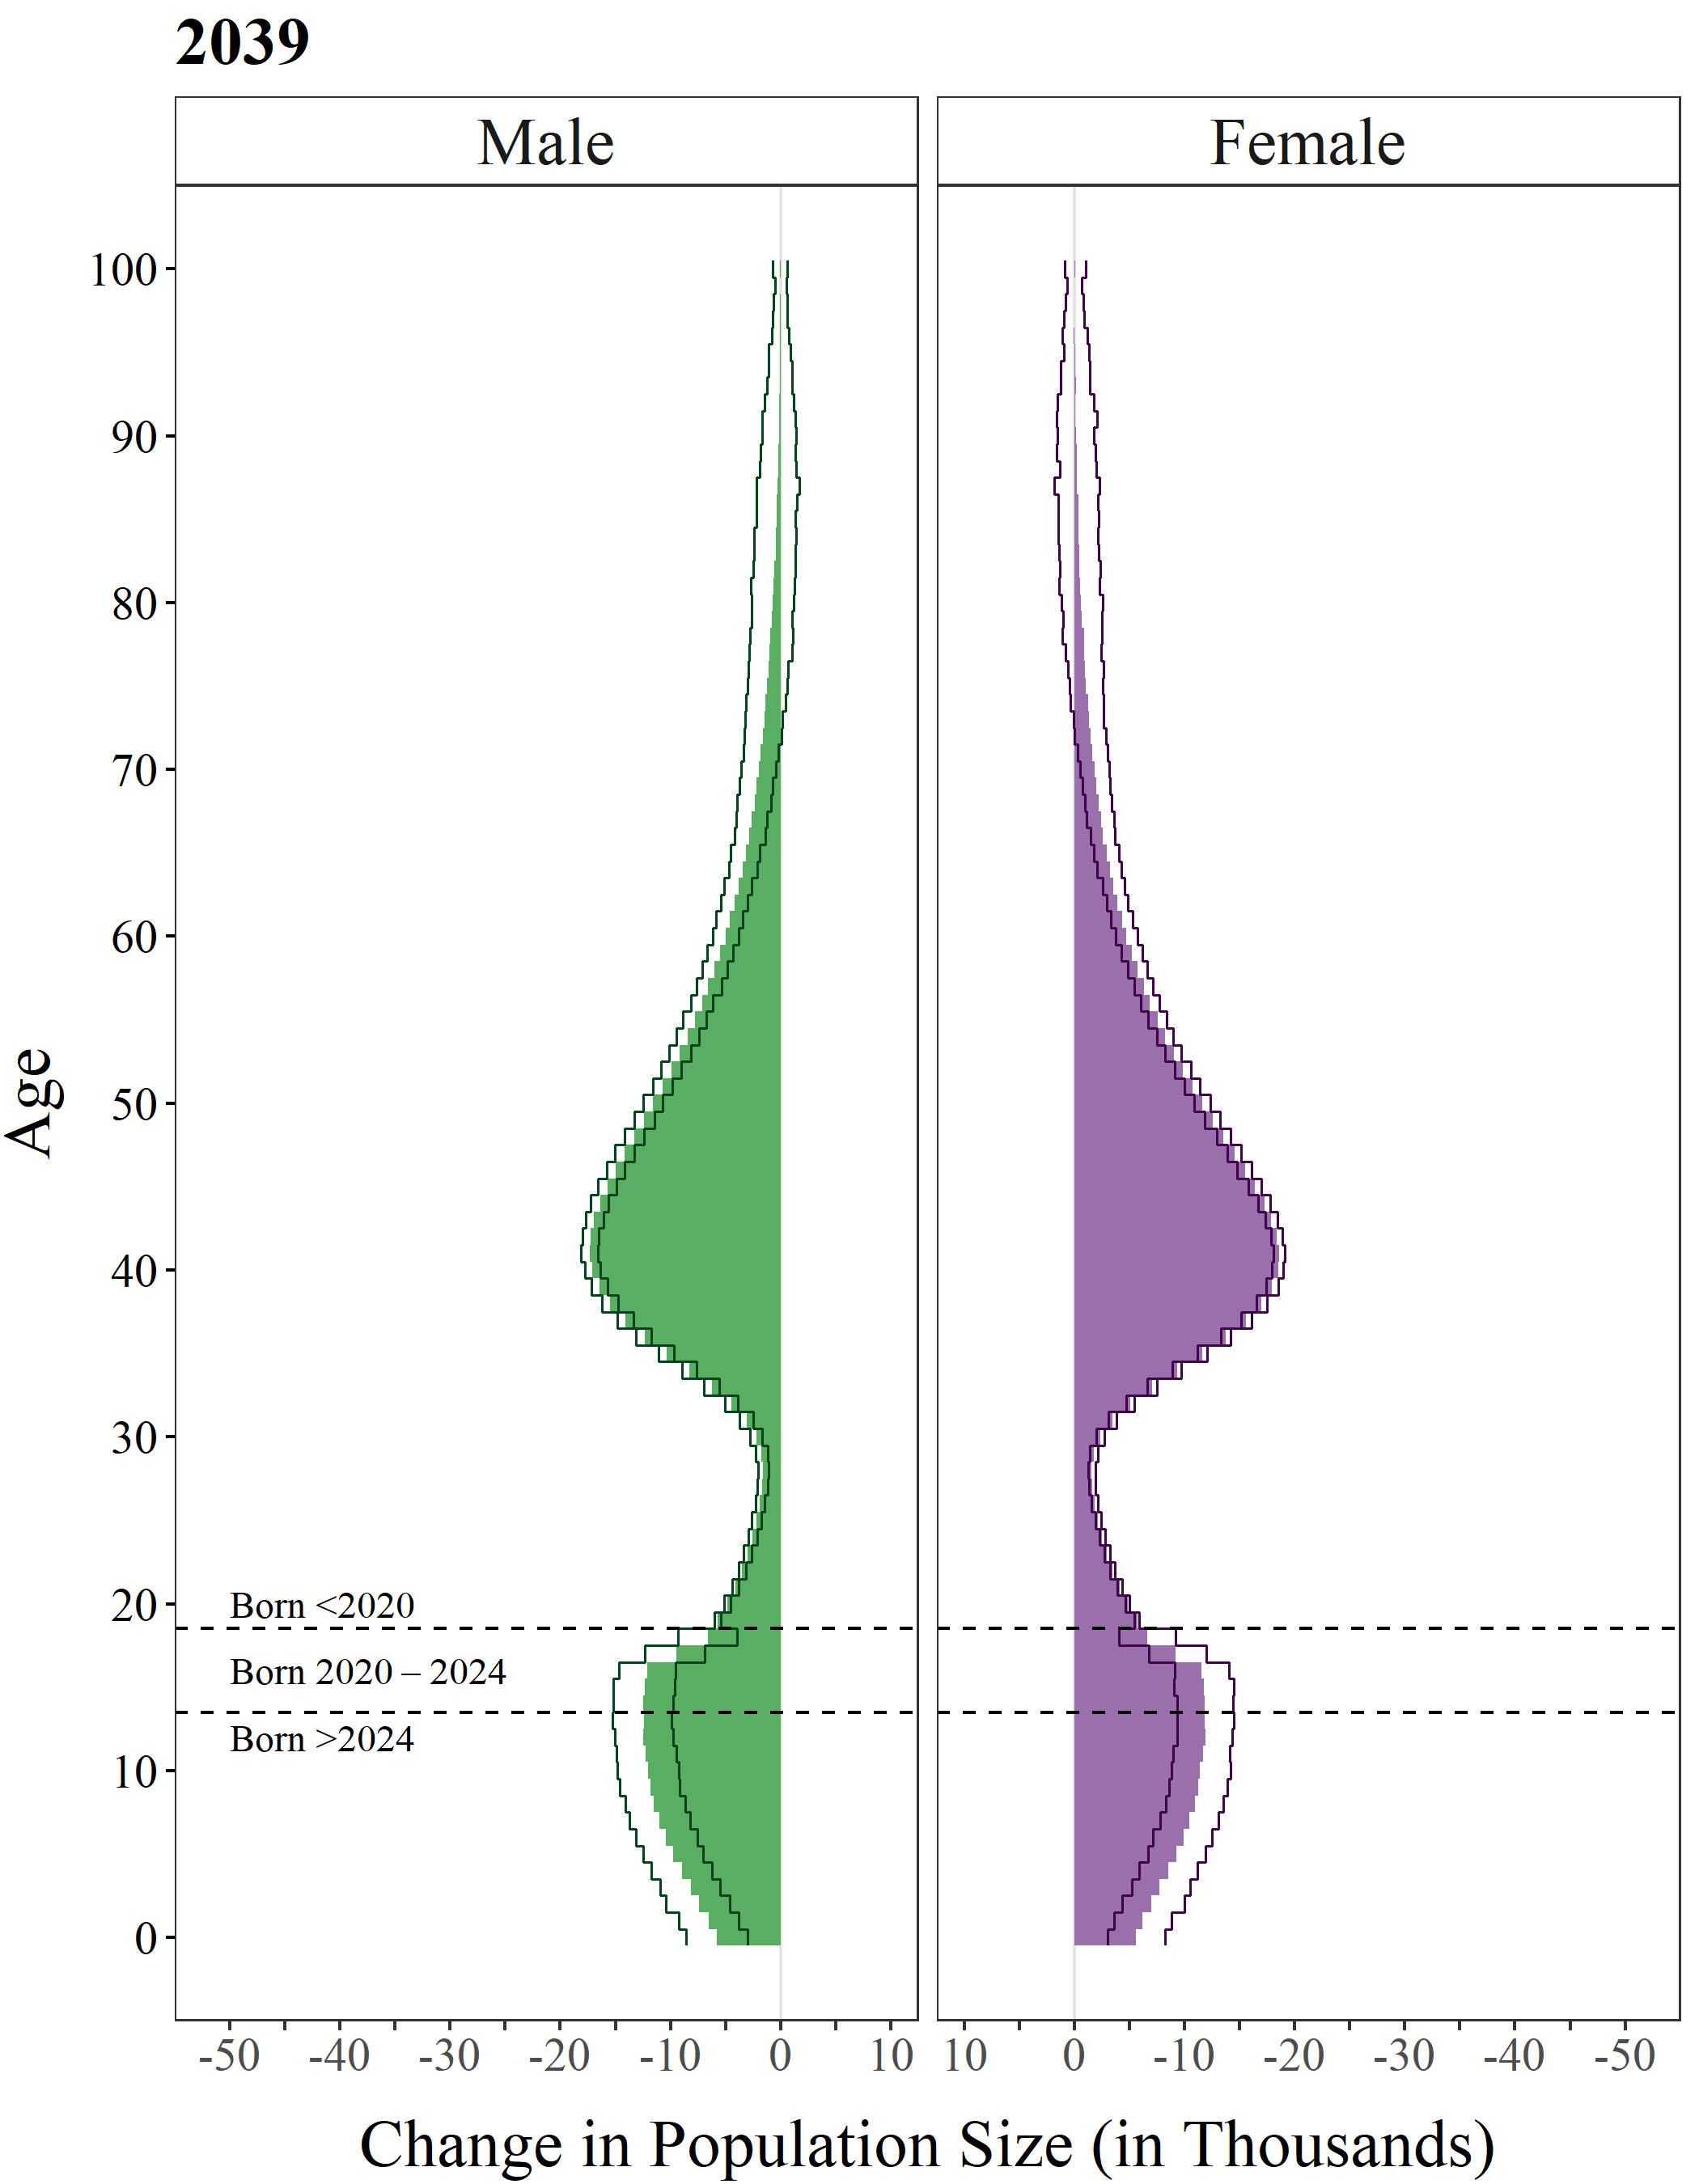 2039
Male
Female
100
90
80
70
60
50
40
30
20
10
0
Age
Born <2020
Born 2020 – 2024
Born >2024
-50 -40 -30 -20 -10 0 10
10 0 -10 -20 -30 -40 -50
Change in Population Size (in Thousands)